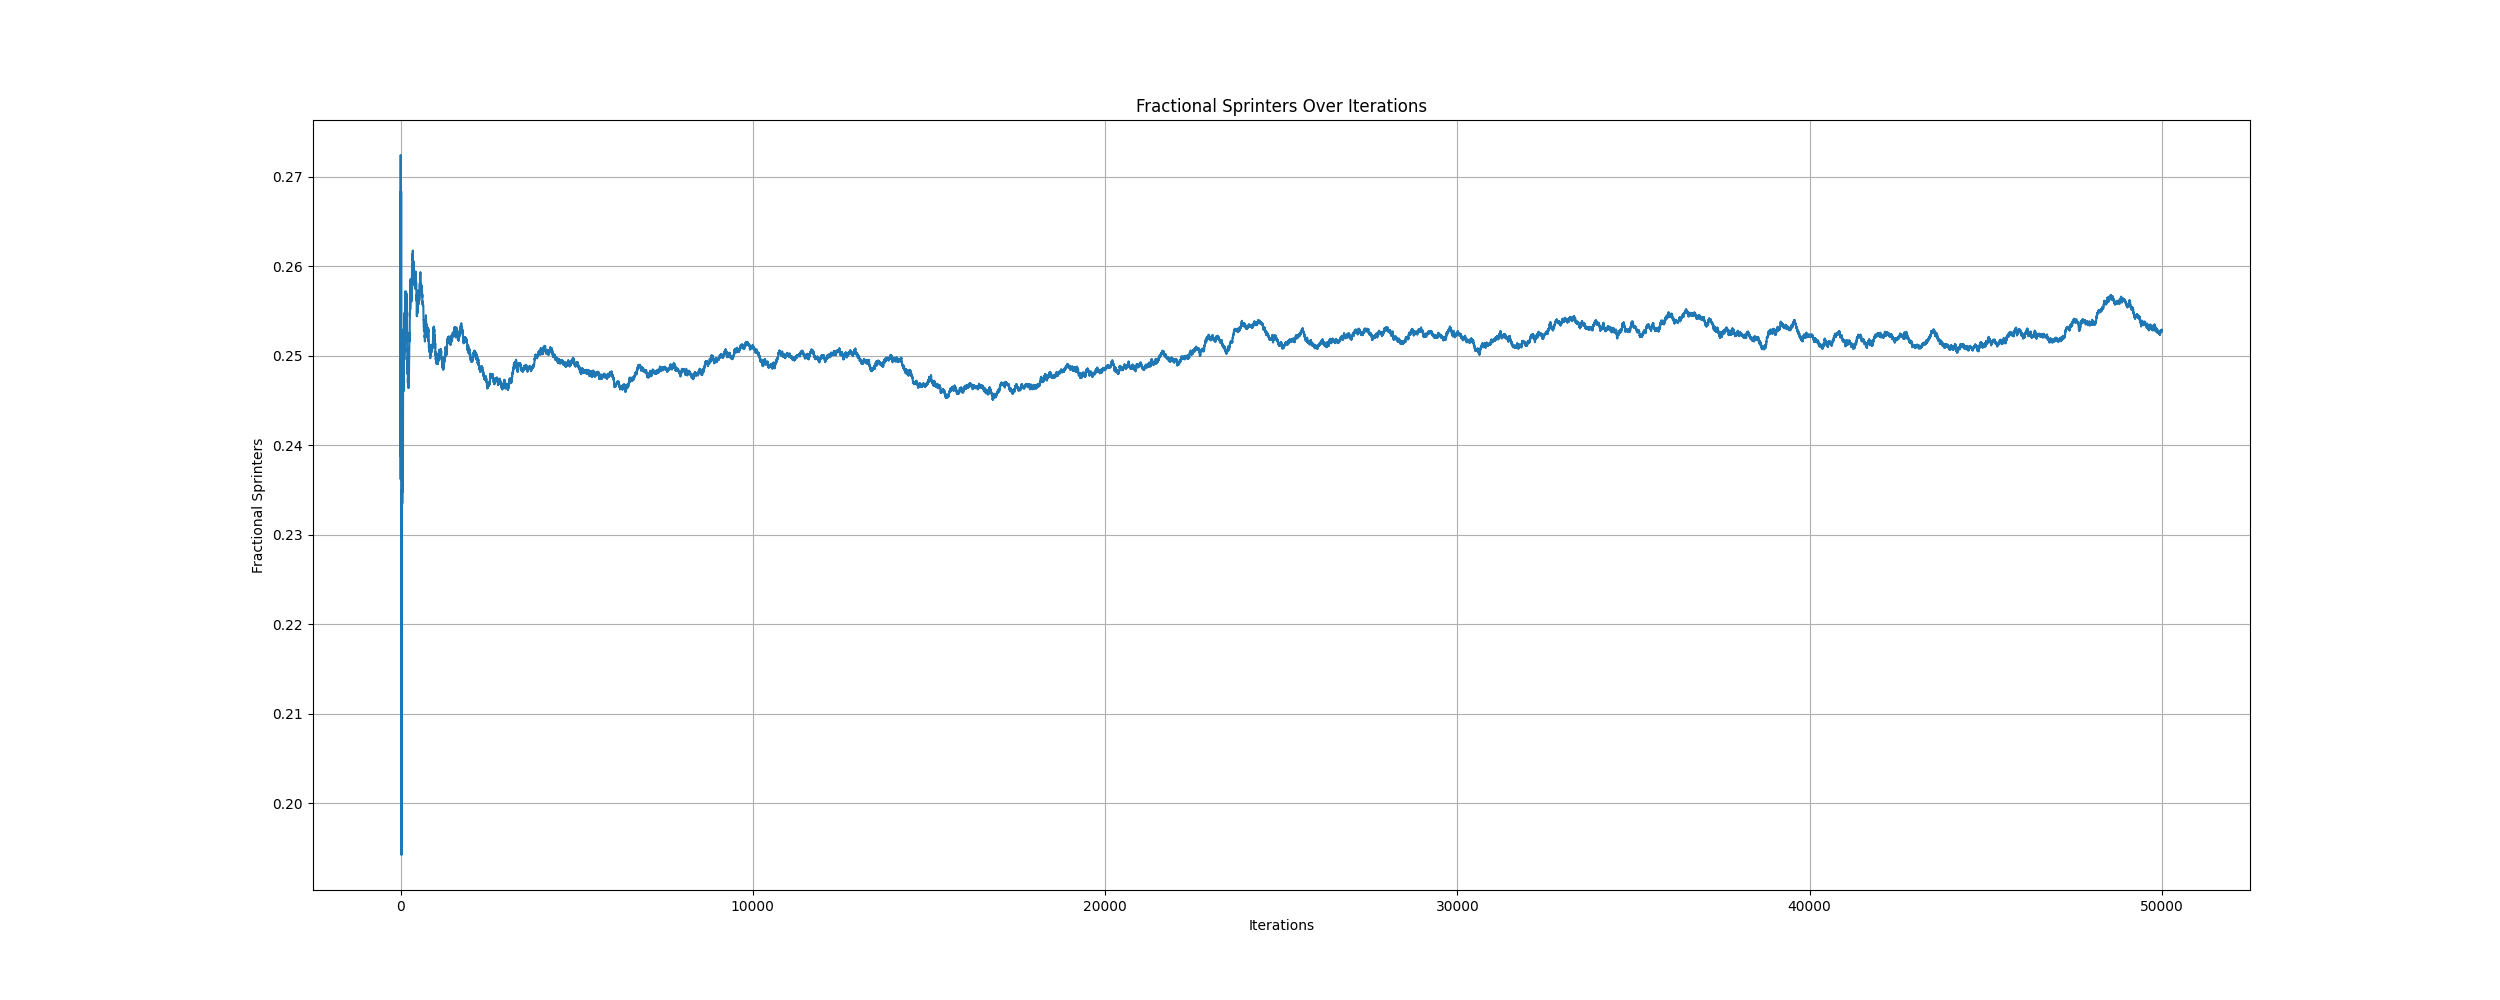 Fractional Sprinters Over Iterations
0.27
0.26
0.25
0.24
0.23
0.22
0.21
0.20
Fractional Sprinters
0 10000 20000 30000 40000 50000
Iterations